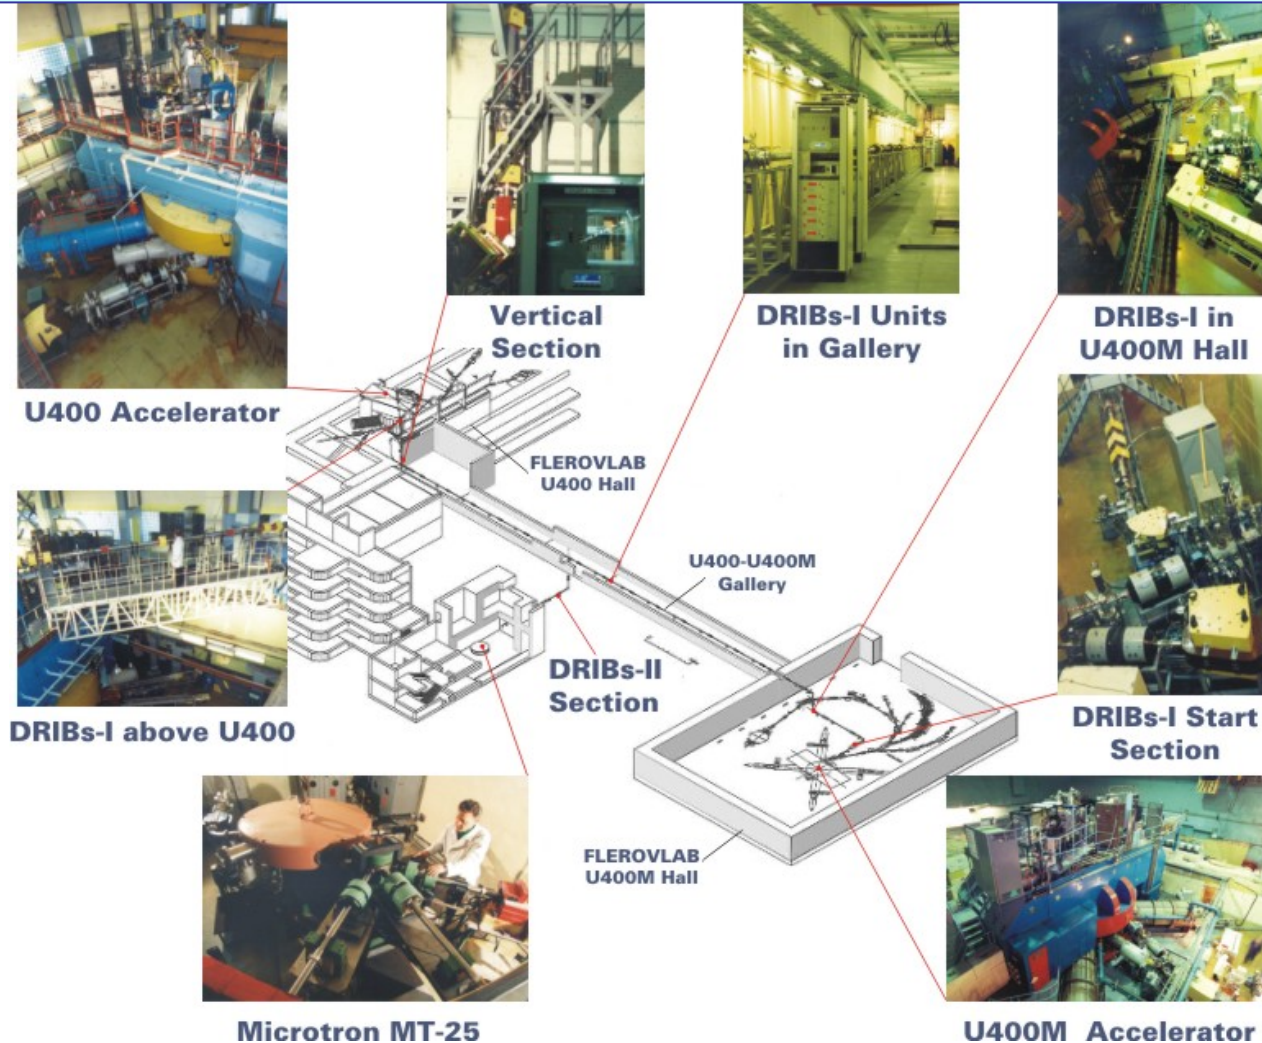 Vertical
Section
DRIBs-I Units
in Gallery
DRIBs-I in
U400M Hall
U400 Accelerator
FLEROVLAB
U400 Hall
U400-U400M
Gallery
DRIBs-II
Section
DRIBs-I above U400
DRIBs-I Start
Section
FLEROVLAB
U400M Hall
Microtron MT-25
U400M Accelerator